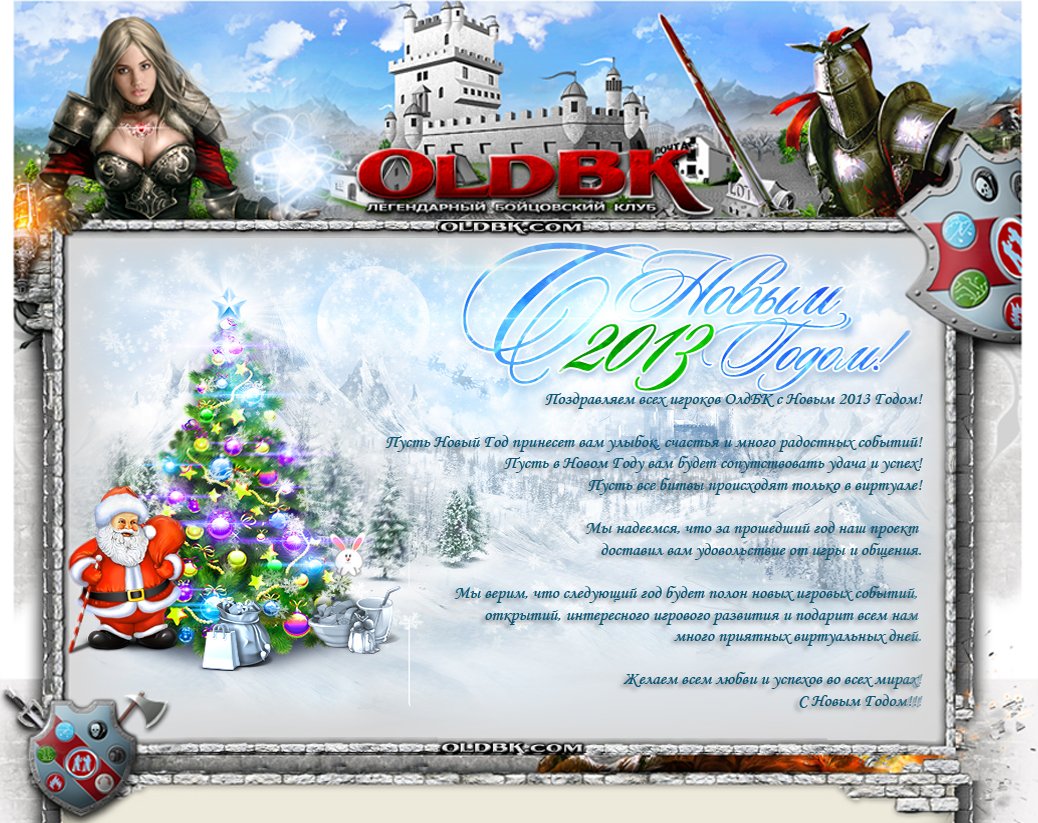 ПОЧТА
OLDBK
ЛЕГЕНДАРНЫЙ БОЙЦОВСКИЙ КЛУБ
OLDBK.COM
С Новым
2013 Годом!
Поздравляем всех игроков ОлдБК с Новым 2013 Годом!
Пусть Новый Год принесет вам улыбок, счастья и много радостных событий!
Пусть в Новом Году вам будет сопутствовать удача и успех!
Пусть все битвы происходят только в виртуале!
Мы надеемся, что за прошедший год наш проект
доставил вам удовольствие от игры и общения.
Мы верим, что следующий год будет полон новых игровых событий,
открытий, интересного игрового развития и подарит всем нам
много приятных виртуальных дней.
Желаем всем любви и успехов во всех мирах!
С Новым Годом!!!
OLDBK.COM